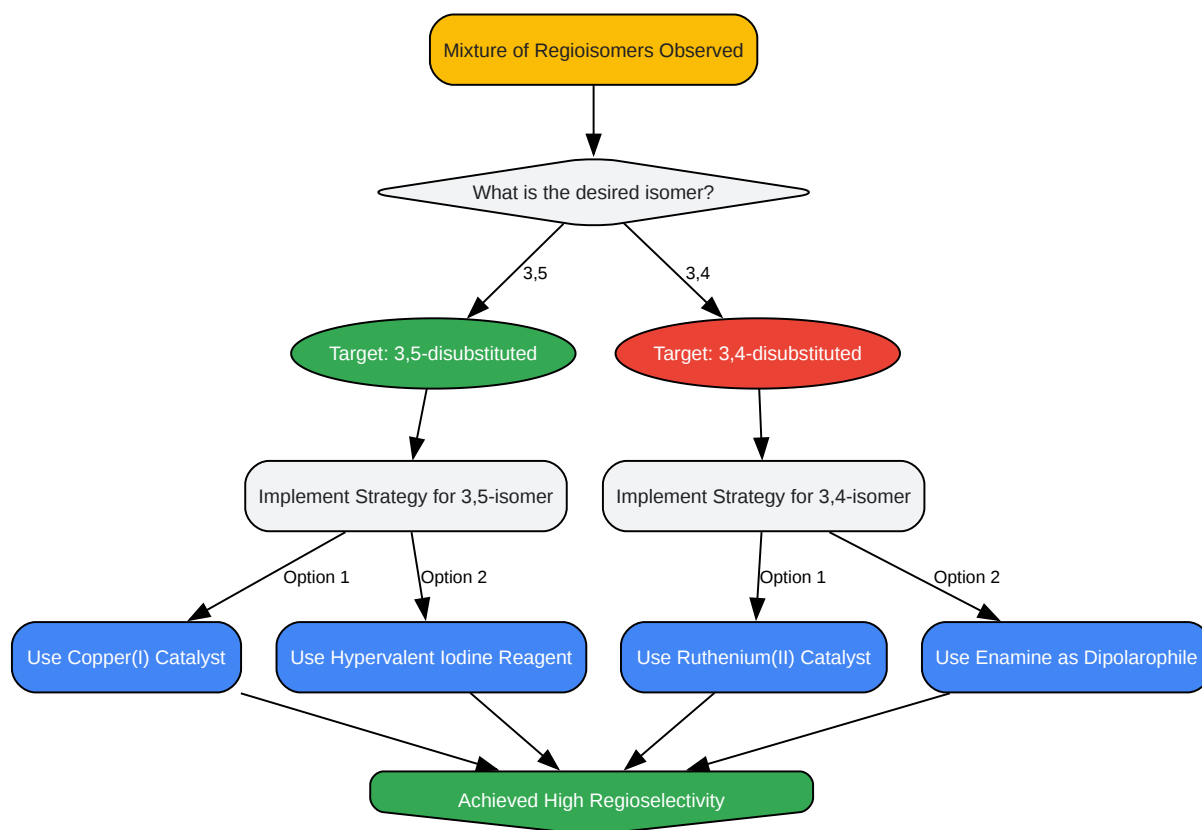 Mixture of Regioisomers Observed
What is the desired isomer?
3,5
3,4
Target: 3,5-disubstituted
Target: 3,4-disubstituted
Implement Strategy for 3,5-isomer
Implement Strategy for 3,4-isomer
Option 1
Option 2
Option 1
Option 2
Use Copper(I) Catalyst
Use Hypervalent Iodine Reagent
Use Ruthenium(II) Catalyst
Use Enamine as Dipolarophile
Achieved High Regioselectivity